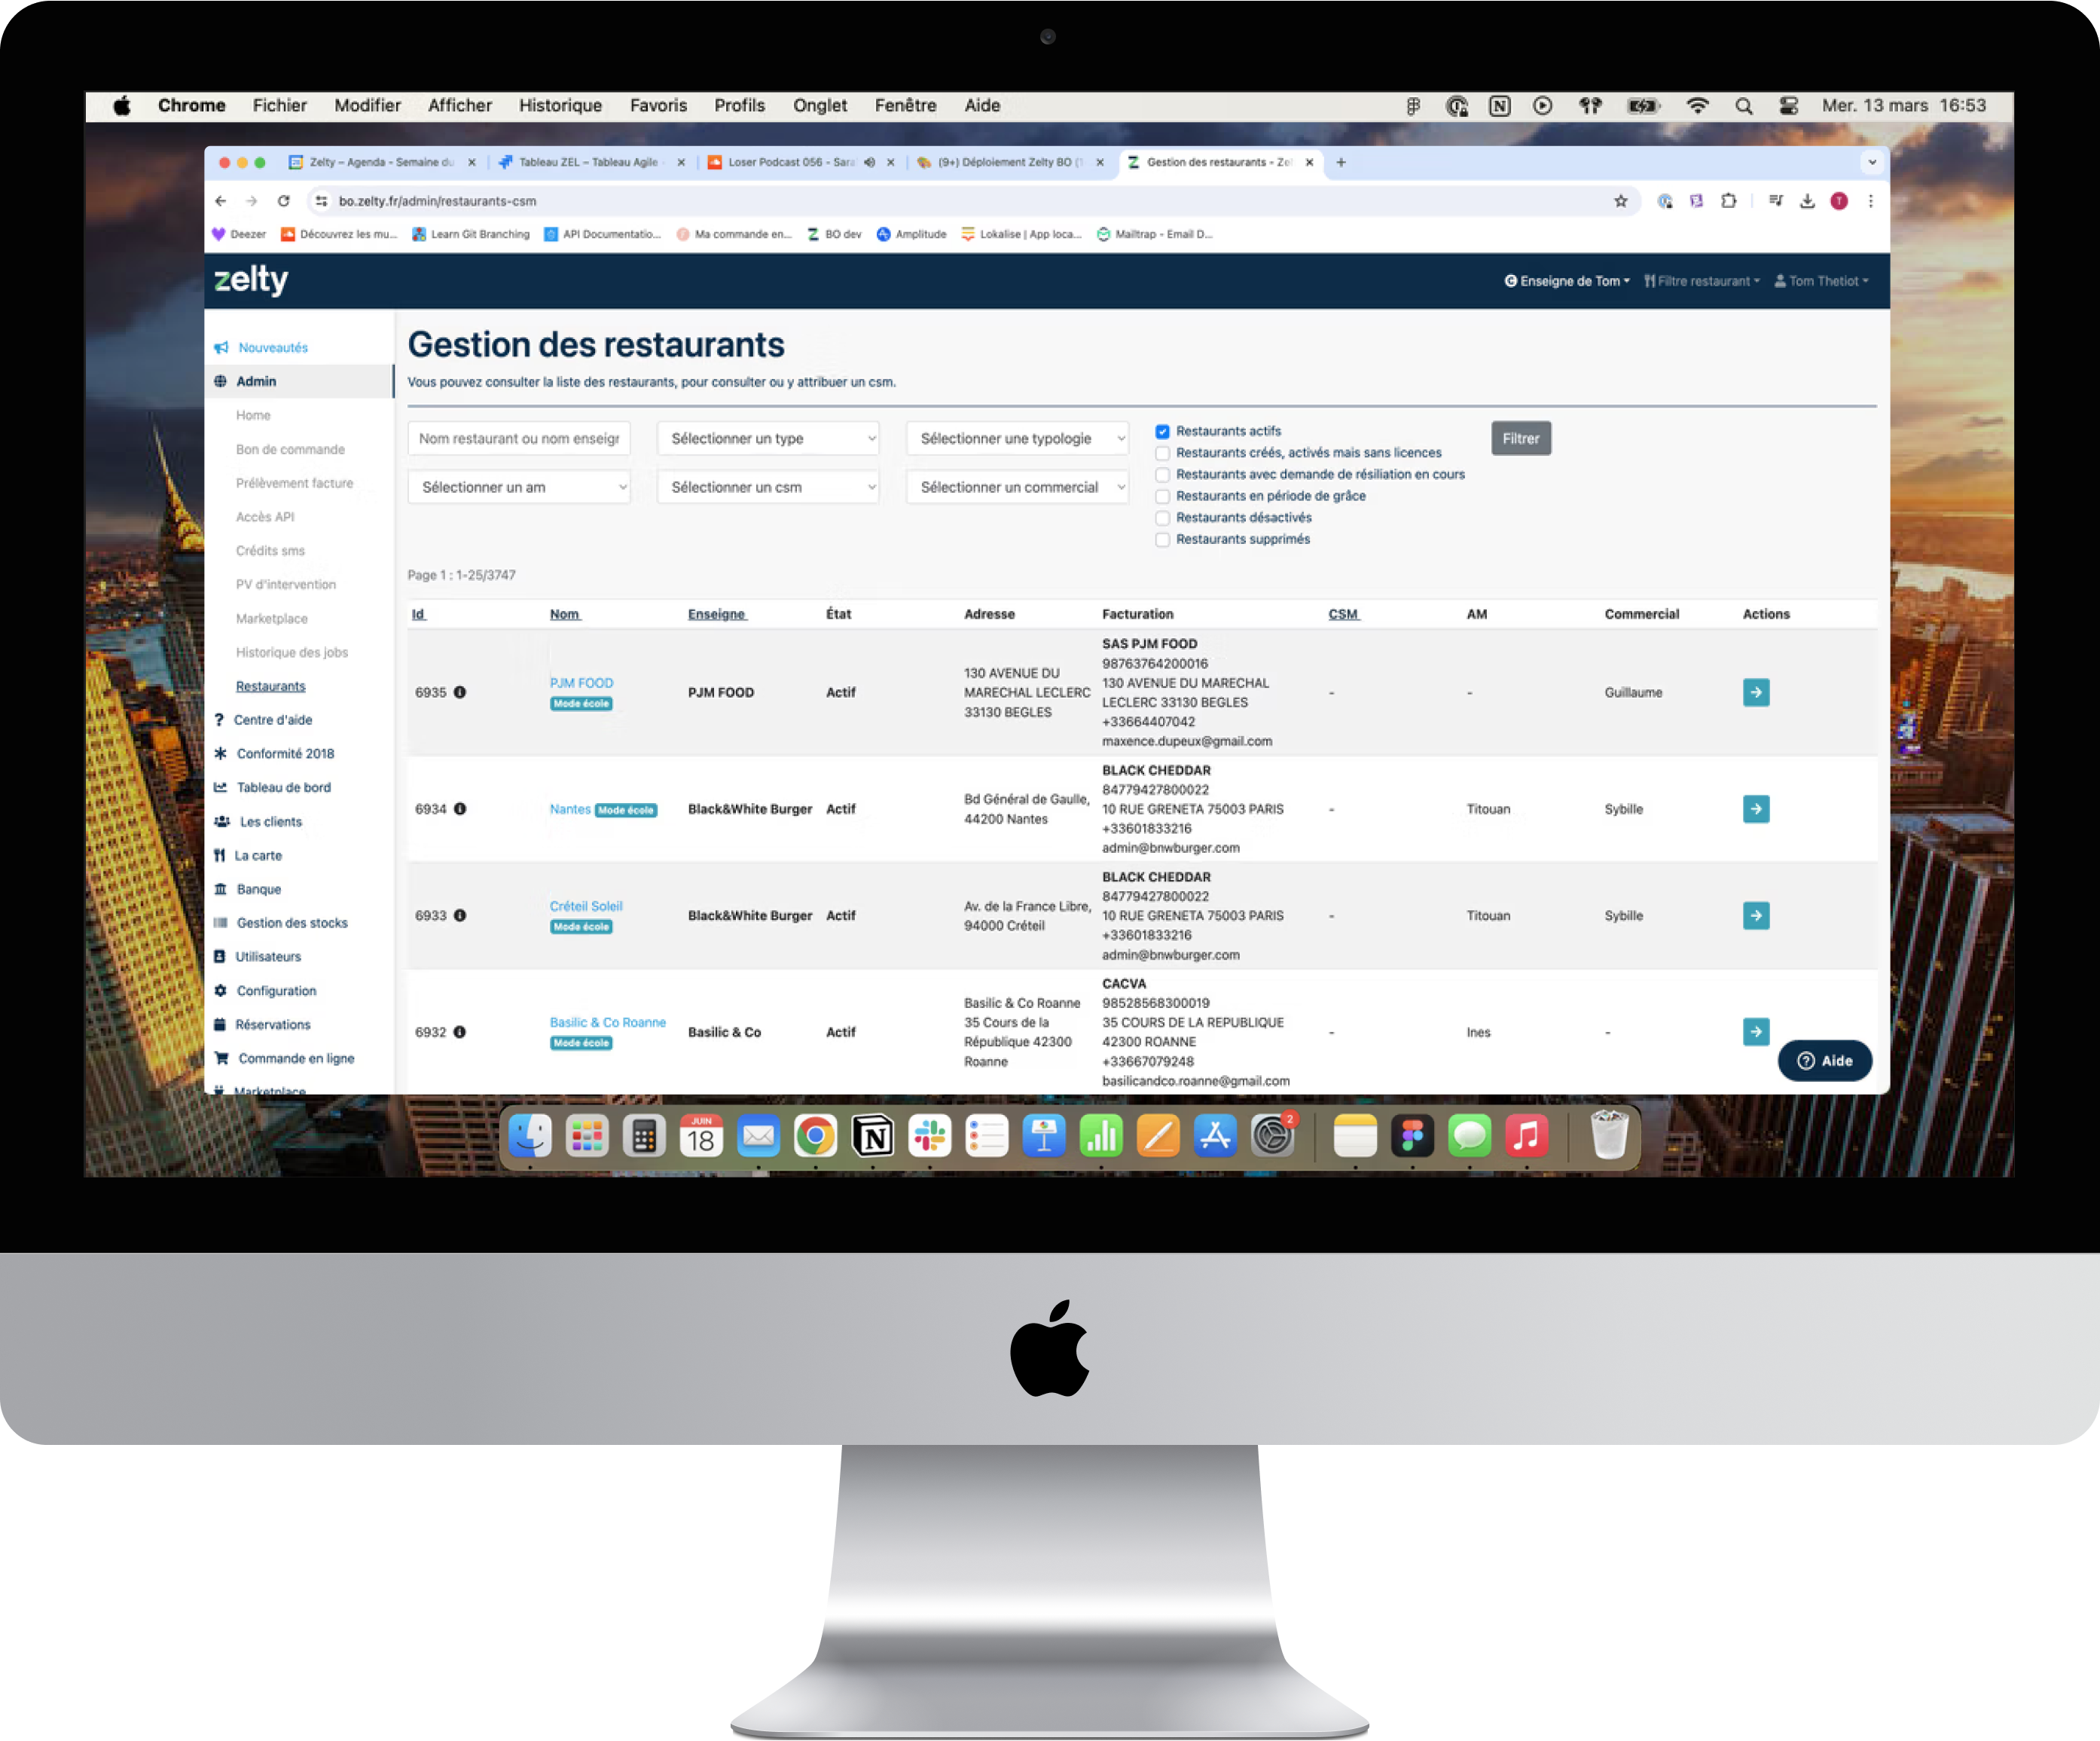 Chrome Fichier Modifier Afficher Historique Favoris Profils Onglet Fenêtre Aide Mer. 13 mars 16:53
Zelty – Agenda - Semaine du Tableau ZEL – Tableau Agile - Loser Podcast 056 - Sara (9+) Déploiement Zelty BO (1 Gestion des restaurants - Zel
bo.zelty.fr/admin/restaurants-csm T
Deezer Découvrez les mu... Learn Git Branching API Documentatio... Ma commande en... BO dev Amplitude Lokalise | App loca... Mailtrap - Email D...
zelty Enseigne de Tom Filtre restaurant Tom Thetiot
Nouveautés
Admin
Home
Bon de commande
Prélèvement facture
Accès API
Crédits sms
PV d'intervention
Marketplace
Historique des jobs
Restaurants
Centre d'aide
Conformité 2018
Tableau de bord
Les clients
La carte
Banque
Gestion des stocks
Utilisateurs
Configuration
Réservations
Commande en ligne
Marketplace
Gestion des restaurants
Vous pouvez consulter la liste des restaurants, pour consulter ou y attribuer un csm.
Nom restaurant ou nom enseigr Sélectionner un type Sélectionner une typologie
Sélectionner un am Sélectionner un csm Sélectionner un commercial
Restaurants actifs
Restaurants créés, activés mais sans licences
Restaurants avec demande de résiliation en cours
Restaurants en période de grâce
Restaurants désactivés
Restaurants supprimés
Filtrer
Page 1 : 1-25/3747
Id Nom Enseigne État Adresse Facturation CSM AM Commercial Actions
6935
PJM FOOD
Mode école
PJM FOOD
Actif
130 AVENUE DU
MARECHAL LECLERC
33130 BEGLES
SAS PJM FOOD
98763764200016
130 AVENUE DU MARECHAL
LECLERC 33130 BEGLES
+33664407042
maxence.dupeux@gmail.com
-
-
Guillaume
6934
Nantes Mode école
Black&White Burger
Actif
Bd Général de Gaulle,
44200 Nantes
BLACK CHEDDAR
84779427800022
10 RUE GRENETA 75003 PARIS
+33601833216
admin@bnwburger.com
-
Titouan
Sybille
6933
Créteil Soleil
Mode école
Black&White Burger
Actif
Av. de la France Libre,
94000 Créteil
BLACK CHEDDAR
84779427800022
10 RUE GRENETA 75003 PARIS
+33601833216
admin@bnwburger.com
-
Titouan
Sybille
6932
Basilic & Co Roanne
Mode école
Basilic & Co
Actif
Basilic & Co Roanne
35 Cours de la
République 42300
Roanne
CACVA
98528568300019
35 COURS DE LA REPUBLIQUE
42300 ROANNE
+33667079248
basilicandco.roanne@gmail.com
-
Ines
-
Aide
JUIN
18
2